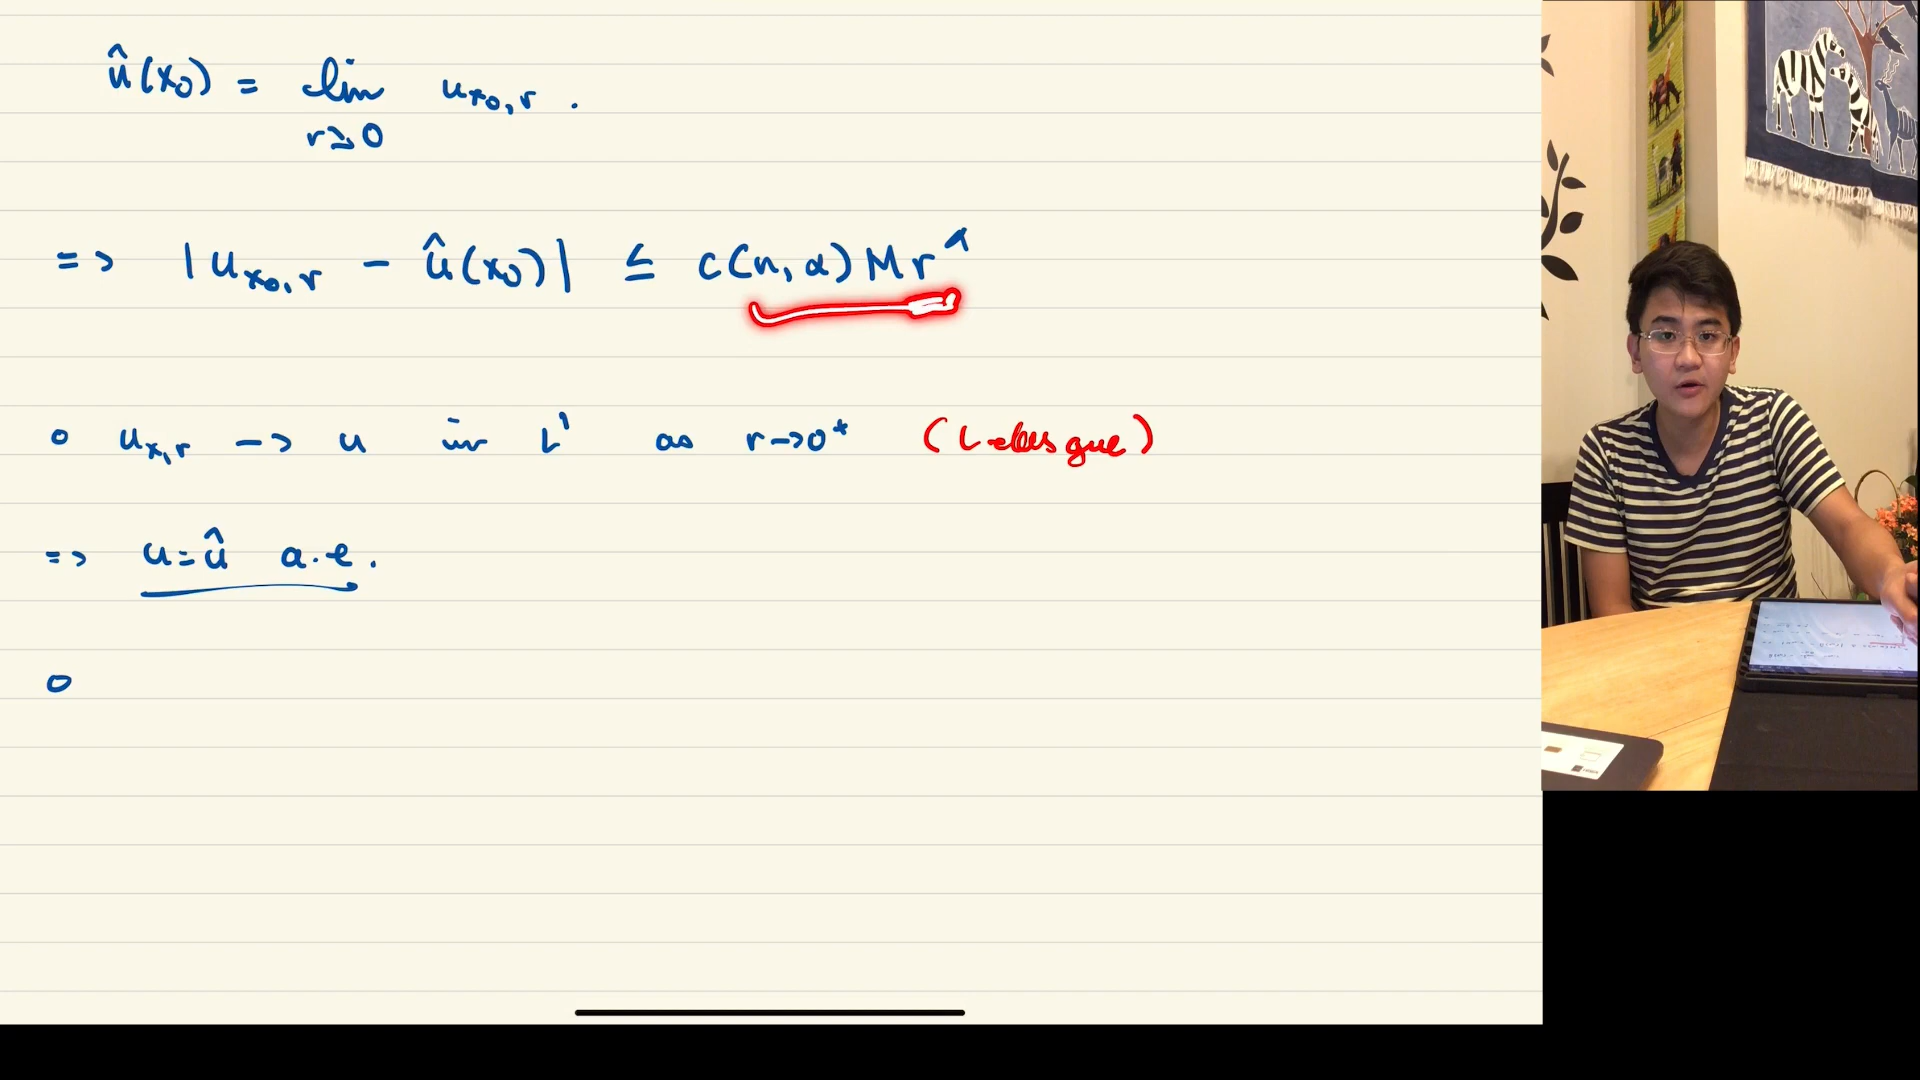 û(x₀) = lim u_{x₀,r} .
r↘0
=> |u_{x₀,r} - û(x₀)| ≤ c(n,α) M r^α
o u_{x,r} -> u in L¹ as r->0⁺ (Lebesgue)
=> u=û a.e.
o